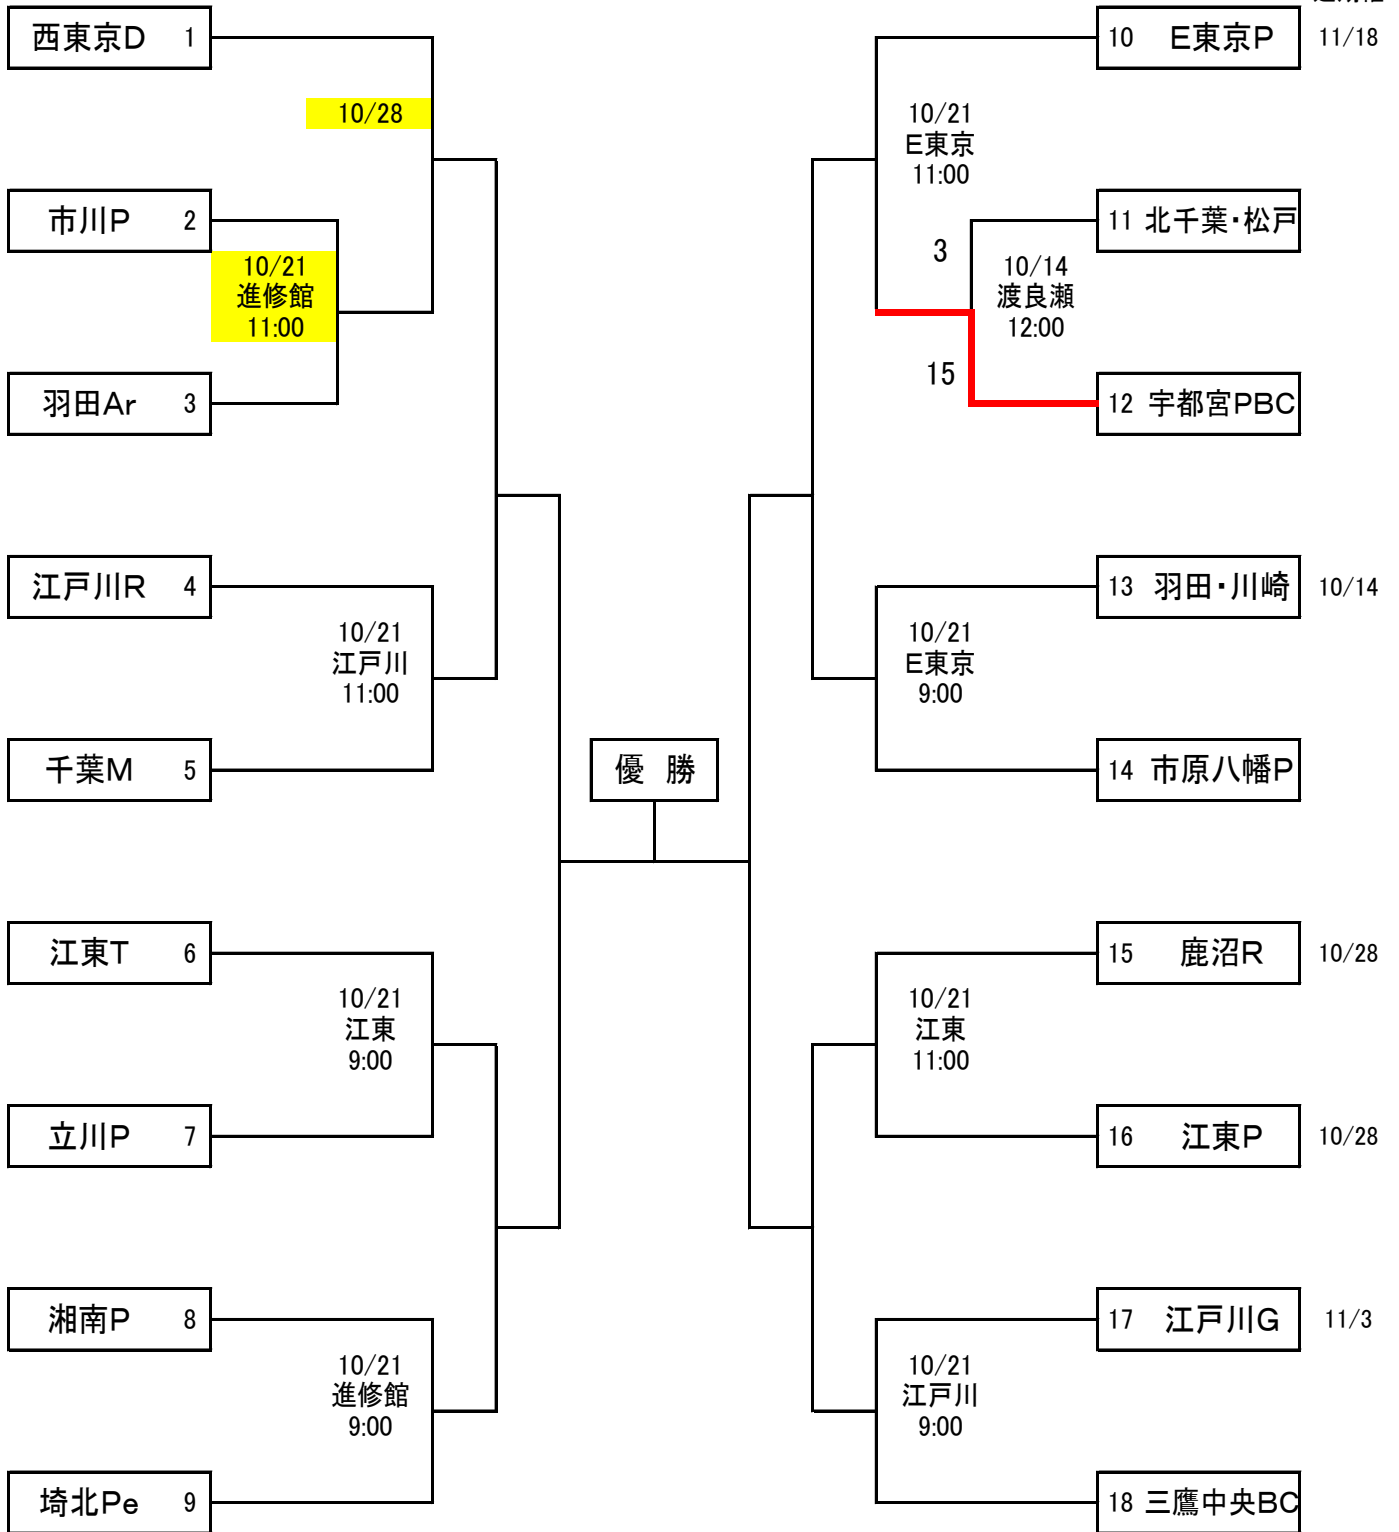 西東京D 1
10/28
市川P 2
10/21
進修館
11:00
羽田Ar 3
江戸川R 4
10/21
江戸川
11:00
千葉M 5
江東T 6
10/21
江東
9:00
立川P 7
湘南P 8
10/21
進修館
9:00
埼北Pe 9
優 勝
10 E東京P 11/18
10/21
E東京
11:00
11 北千葉・松戸
3
10/14
渡良瀬
12:00
15
12 宇都宮PBC
13 羽田・川崎 10/14
10/21
E東京
9:00
14 市原八幡P
15 鹿沼R 10/28
10/21
江東
11:00
16 江東P 10/28
17 江戸川G 11/3
10/21
江戸川
9:00
18 三鷹中央BC